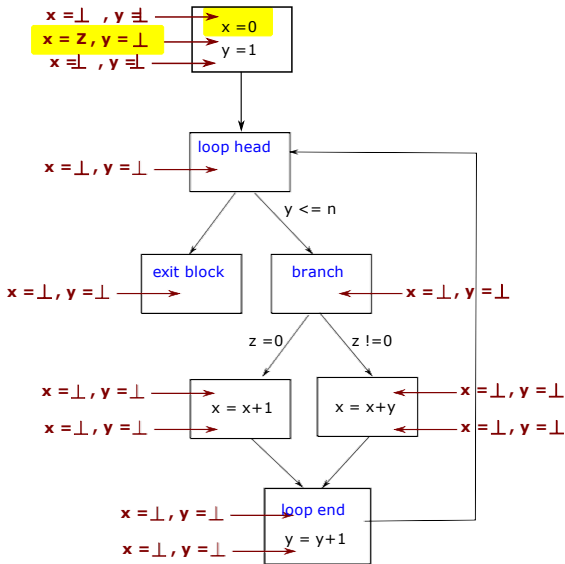 x = ⊥ , y = ⊥
x = 0
x = Z, y = ⊥
y = 1
x = ⊥ , y = ⊥
loop head
x = ⊥ , y = ⊥
y <= n
exit block
branch
x = ⊥ , y = ⊥
x = ⊥ , y = ⊥
z =0
z !=0
x = ⊥ , y = ⊥
x = ⊥ , y = ⊥
x = x+1
x = x+y
x = ⊥ , y = ⊥
x = ⊥ , y = ⊥
loop end
x = ⊥ , y = ⊥
y = y+1
x = ⊥ , y = ⊥